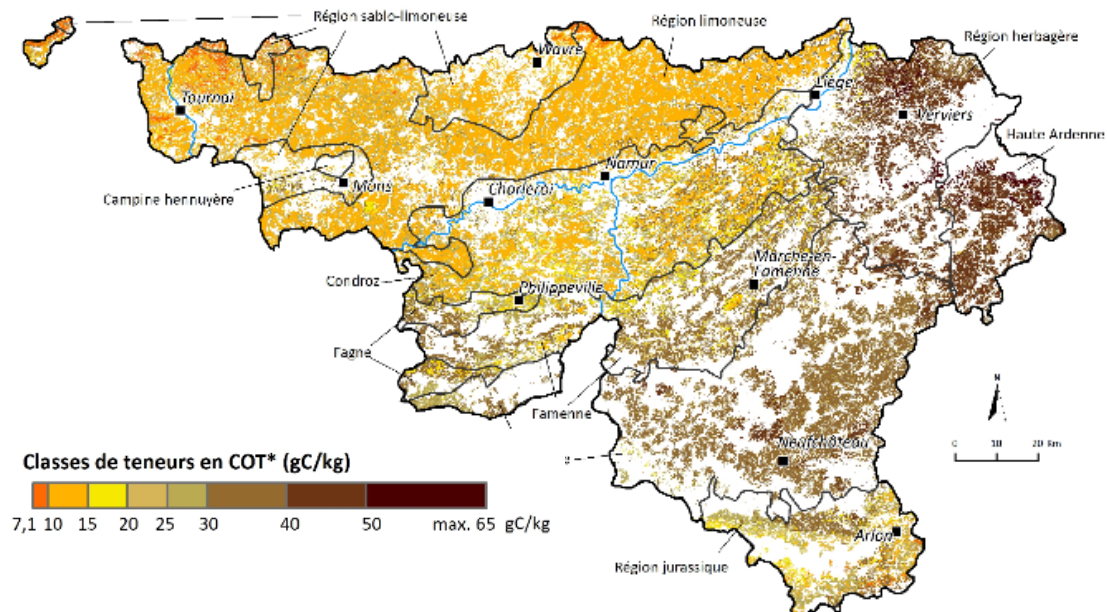 Région sablo-limoneuse
Région limoneuse
Wavre
Région herbagère
Liège
Tournai
Verviers
Haute Ardenne
Namur
Mons
Campine hennuyère
Charleroi
Marche-en-
Famenne
Condroz
Philippeville
Fagne
N
Famenne
Neufchâteau
0 10 20 Km
Classes de teneurs en COT* (gC/kg)
7,1 10 15 20 25 30 40 50 max. 65 gC/kg
Arlon
Région jurassique